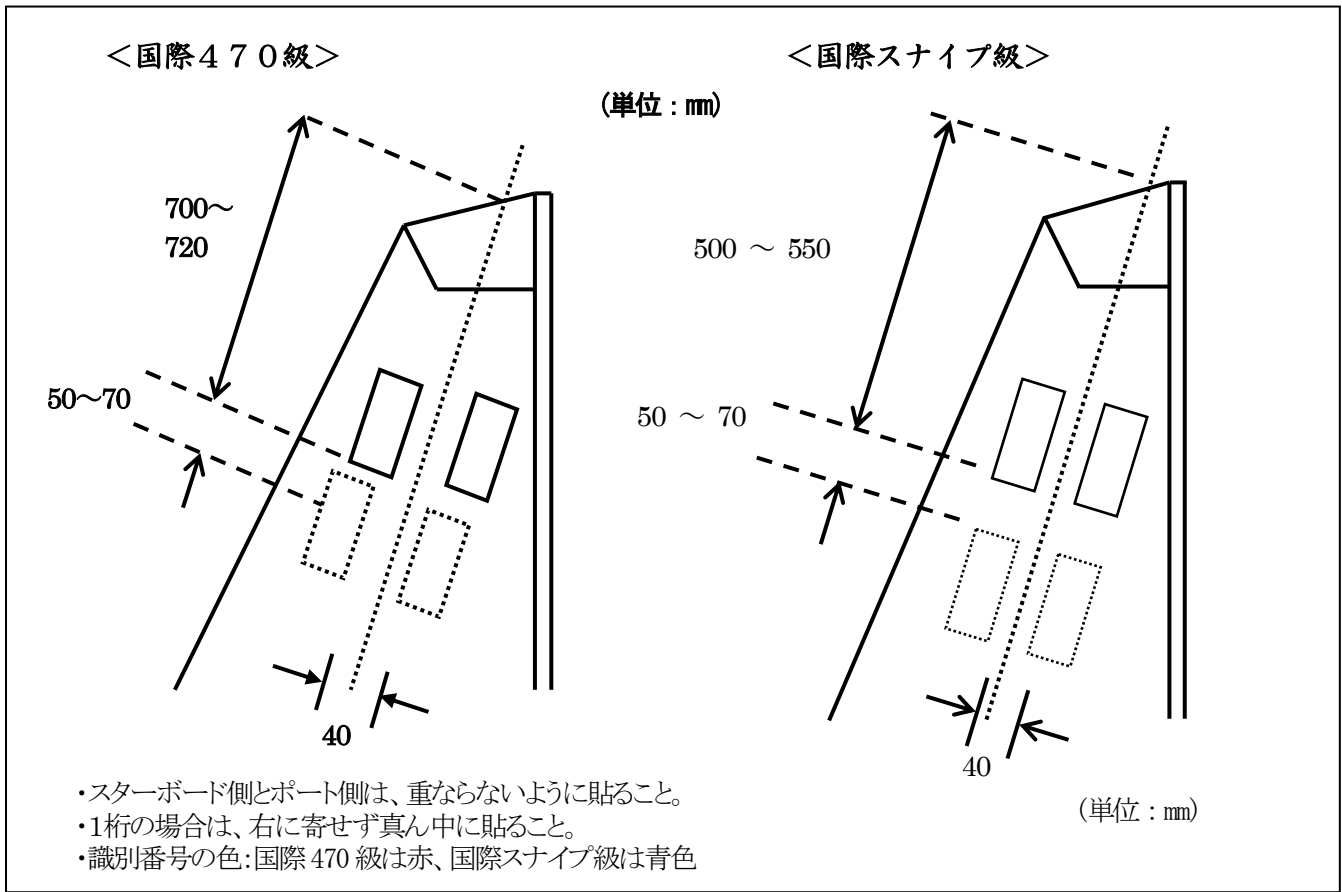 ＜国際４７０級＞
＜国際スナイプ級＞
(単位：㎜)
700～
720
500 ～ 550
50～70
50 ～ 70
40
40
・スターボード側とポート側は、重ならないように貼ること。
・1桁の場合は、右に寄せず真ん中に貼ること。
・識別番号の色：国際 470 級は赤、国際スナイプ級は青色
(単位：㎜)